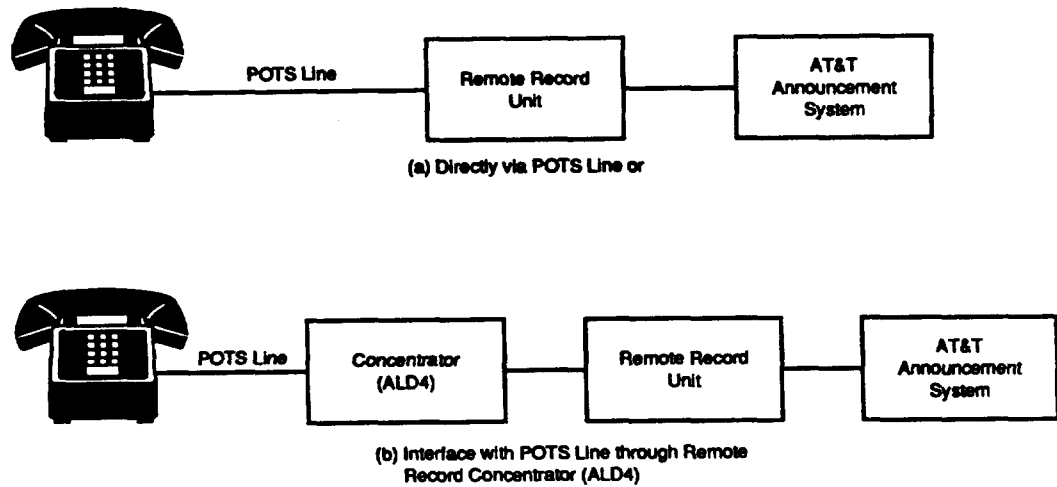 POTS Line
Remote Record
Unit
AT&T
Announcement
System
(a) Directly via POTS Line or
POTS Line
Concentrator
(ALD4)
Remote Record
Unit
AT&T
Announcement
System
(b) Interface with POTS Line through Remote
Record Concentrator (ALD4)